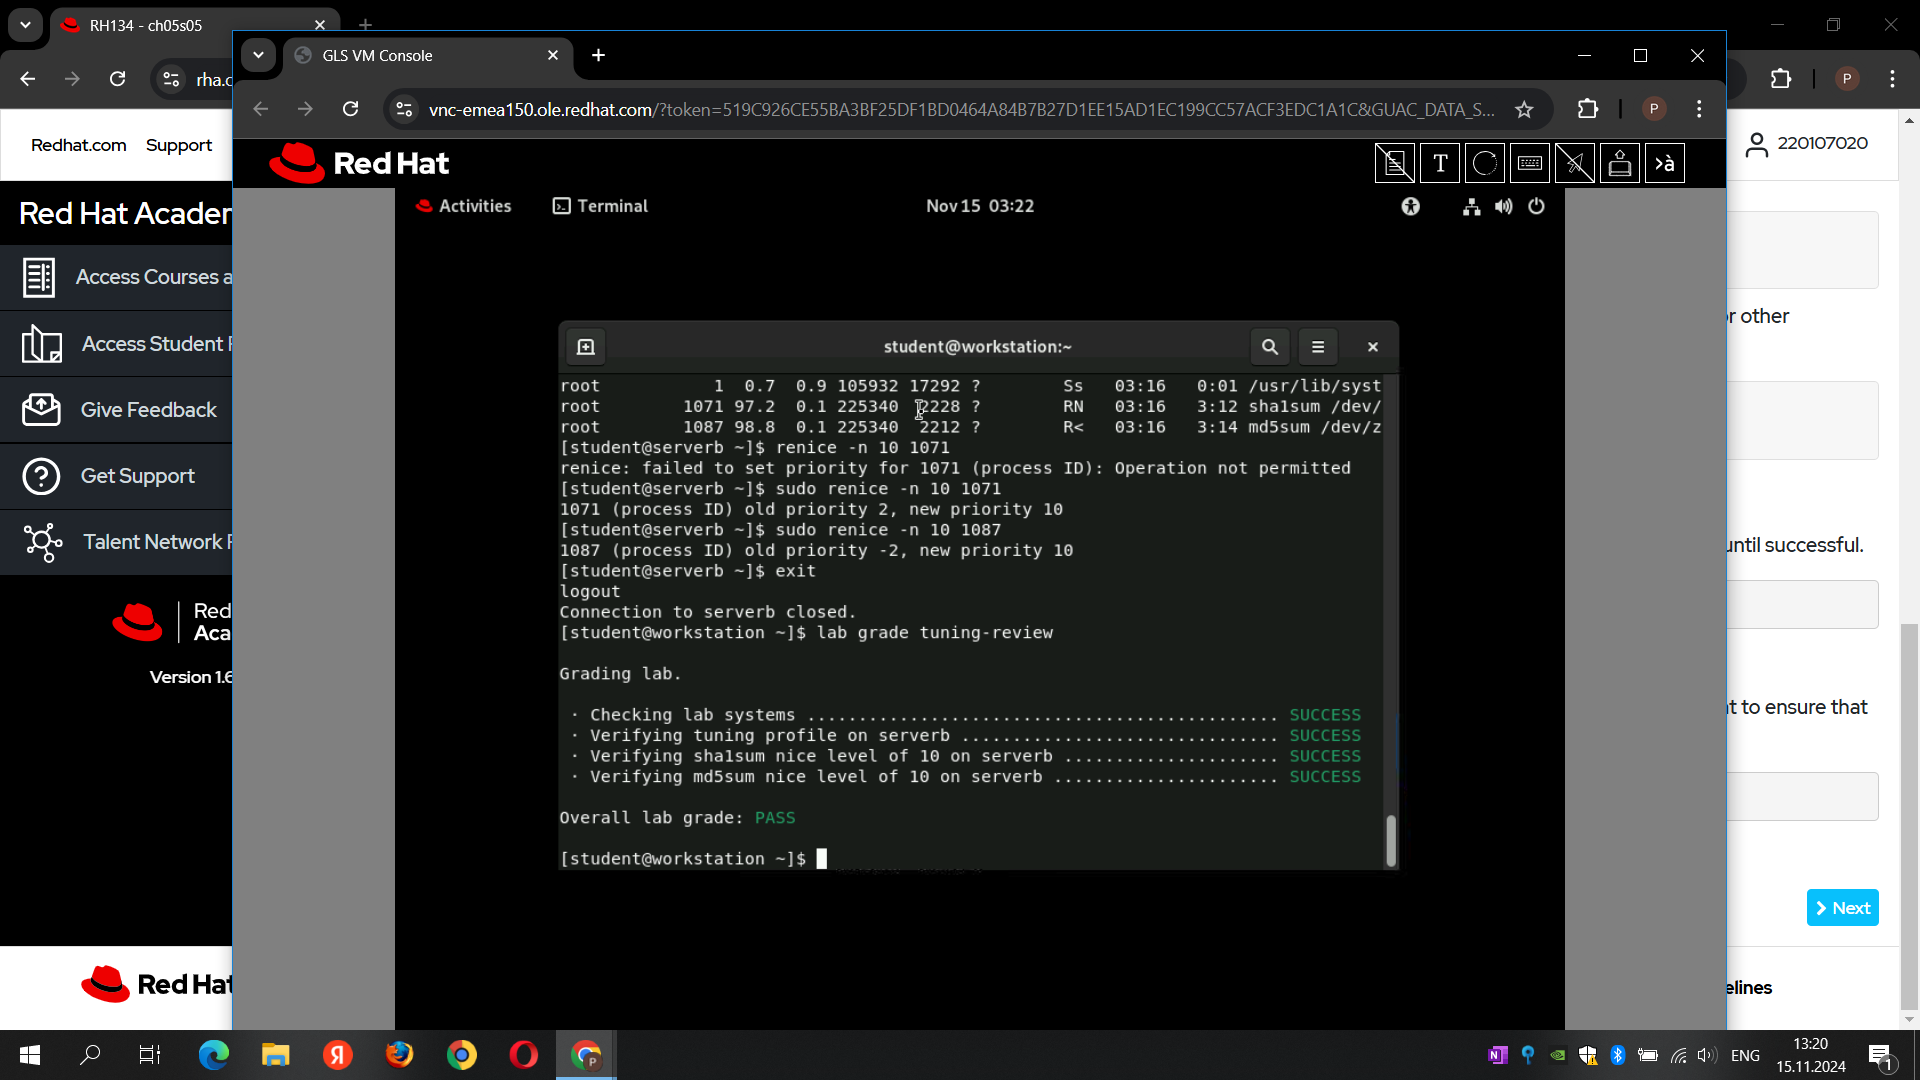 RH134 - ch05s05
GLS VM Console
rha.c
vnc-emea150.ole.redhat.com/?token=519C926CE55BA3BF25DF1BD0464A84B7B27D1EE15AD1EC199CC57ACF3EDC1A1C&GUAC_DATA_S...
P
P
Redhat.com Support
Red Hat
T
>à
220107020
Red Hat Acader
Activities
Terminal
Nov 15 03:22
Access Courses a
Access Student
Give Feedback
Get Support
Talent Network
Red
Aca
Version 1.6
Red Hat
student@workstation:~
root 1 0.7 0.9 105932 17292 ? Ss 03:16 0:01 /usr/lib/syst
root 1071 97.2 0.1 225340 2228 ? RN 03:16 3:12 sha1sum /dev/
root 1087 98.8 0.1 225340 2212 ? R< 03:16 3:14 md5sum /dev/z
[student@serverb ~]$ renice -n 10 1071
renice: failed to set priority for 1071 (process ID): Operation not permitted
[student@serverb ~]$ sudo renice -n 10 1071
1071 (process ID) old priority 2, new priority 10
[student@serverb ~]$ sudo renice -n 10 1087
1087 (process ID) old priority -2, new priority 10
[student@serverb ~]$ exit
logout
Connection to serverb closed.
[student@workstation ~]$ lab grade tuning-review
Grading lab.
· Checking lab systems .............................................. SUCCESS
· Verifying tuning profile on serverb ............................... SUCCESS
· Verifying sha1sum nice level of 10 on serverb ..................... SUCCESS
· Verifying md5sum nice level of 10 on serverb ...................... SUCCESS
Overall lab grade: PASS
[student@workstation ~]$
r other
until successful.
t to ensure that
Next
elines
ENG
13:20
15.11.2024
1